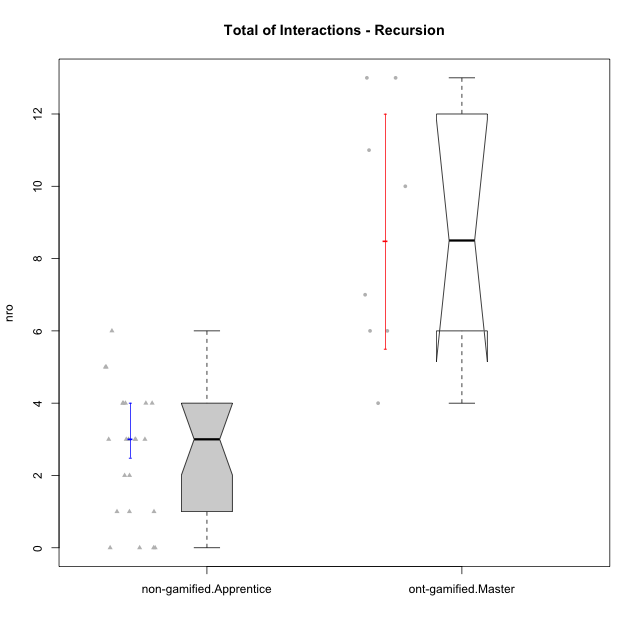 Total of Interactions - Recursion
nro
12
10
8
6
4
2
0
non-gamified.Apprentice
ont-gamified.Master